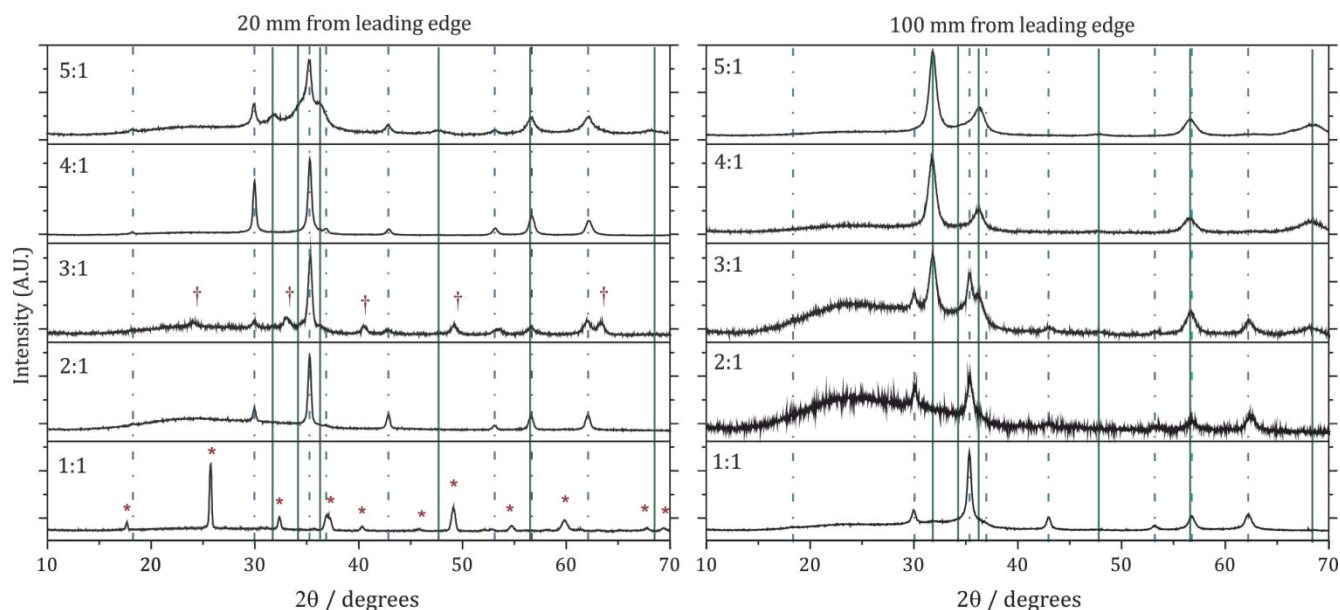 20 mm from leading edge
100 mm from leading edge
Intensity (A.U.)
5:1
4:1
3:1
† † † † †
2:1
1:1
* * * * * * * * * * *
10 20 30 40 50 60 70
2θ / degrees
5:1
4:1
3:1
2:1
1:1
10 20 30 40 50 60 70
2θ / degrees